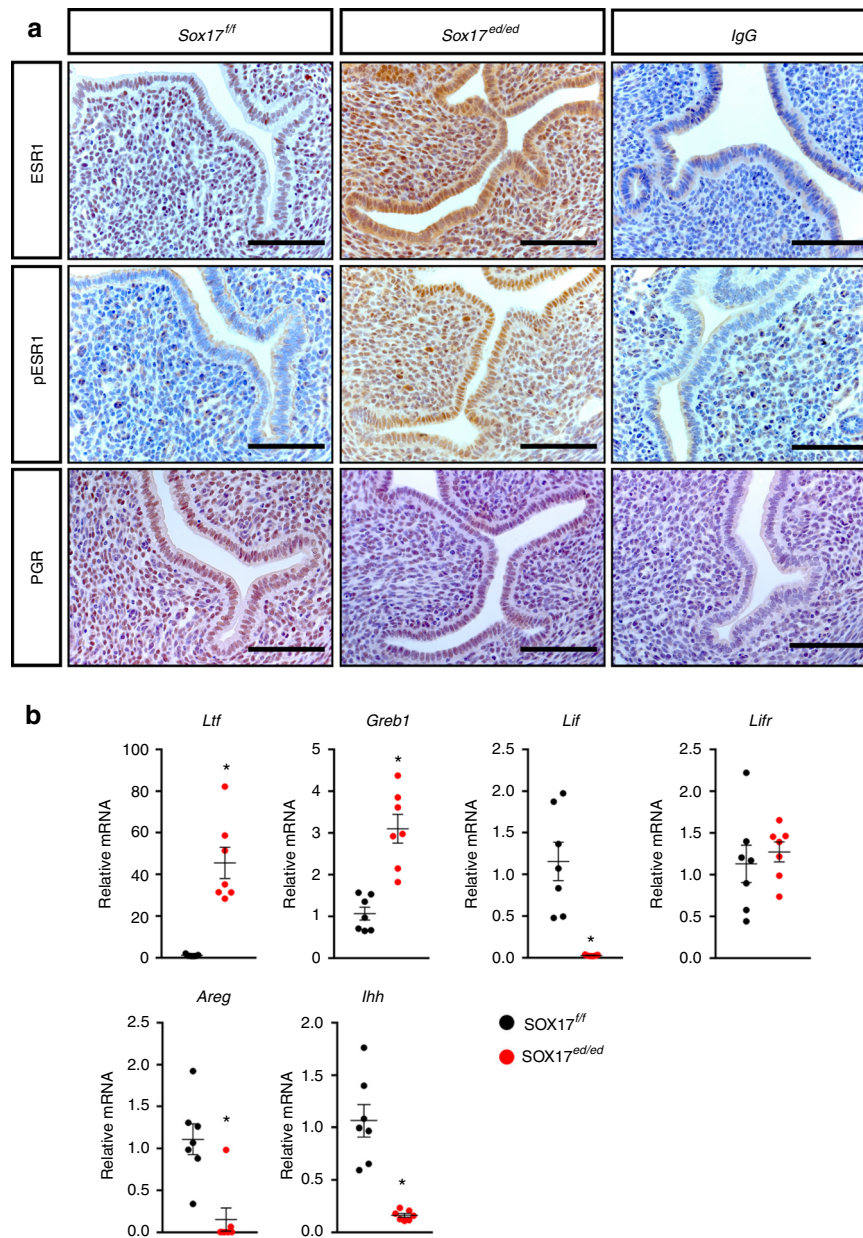 a
Sox17f/f
Sox17ed/ed
IgG
ESR1
pESR1
PGR
b
Ltf
Relative mRNA
100
80
60
40
20
0
*
Greb1
Relative mRNA
5
4
3
2
1
0
*
Lif
Relative mRNA
2.5
2.0
1.5
1.0
0.5
0.0
*
Lifr
Relative mRNA
2.5
2.0
1.5
1.0
0.5
0.0
Areg
Relative mRNA
2.5
2.0
1.5
1.0
0.5
0.0
*
Ihh
Relative mRNA
2.0
1.5
1.0
0.5
0.0
*
SOX17f/f
SOX17ed/ed